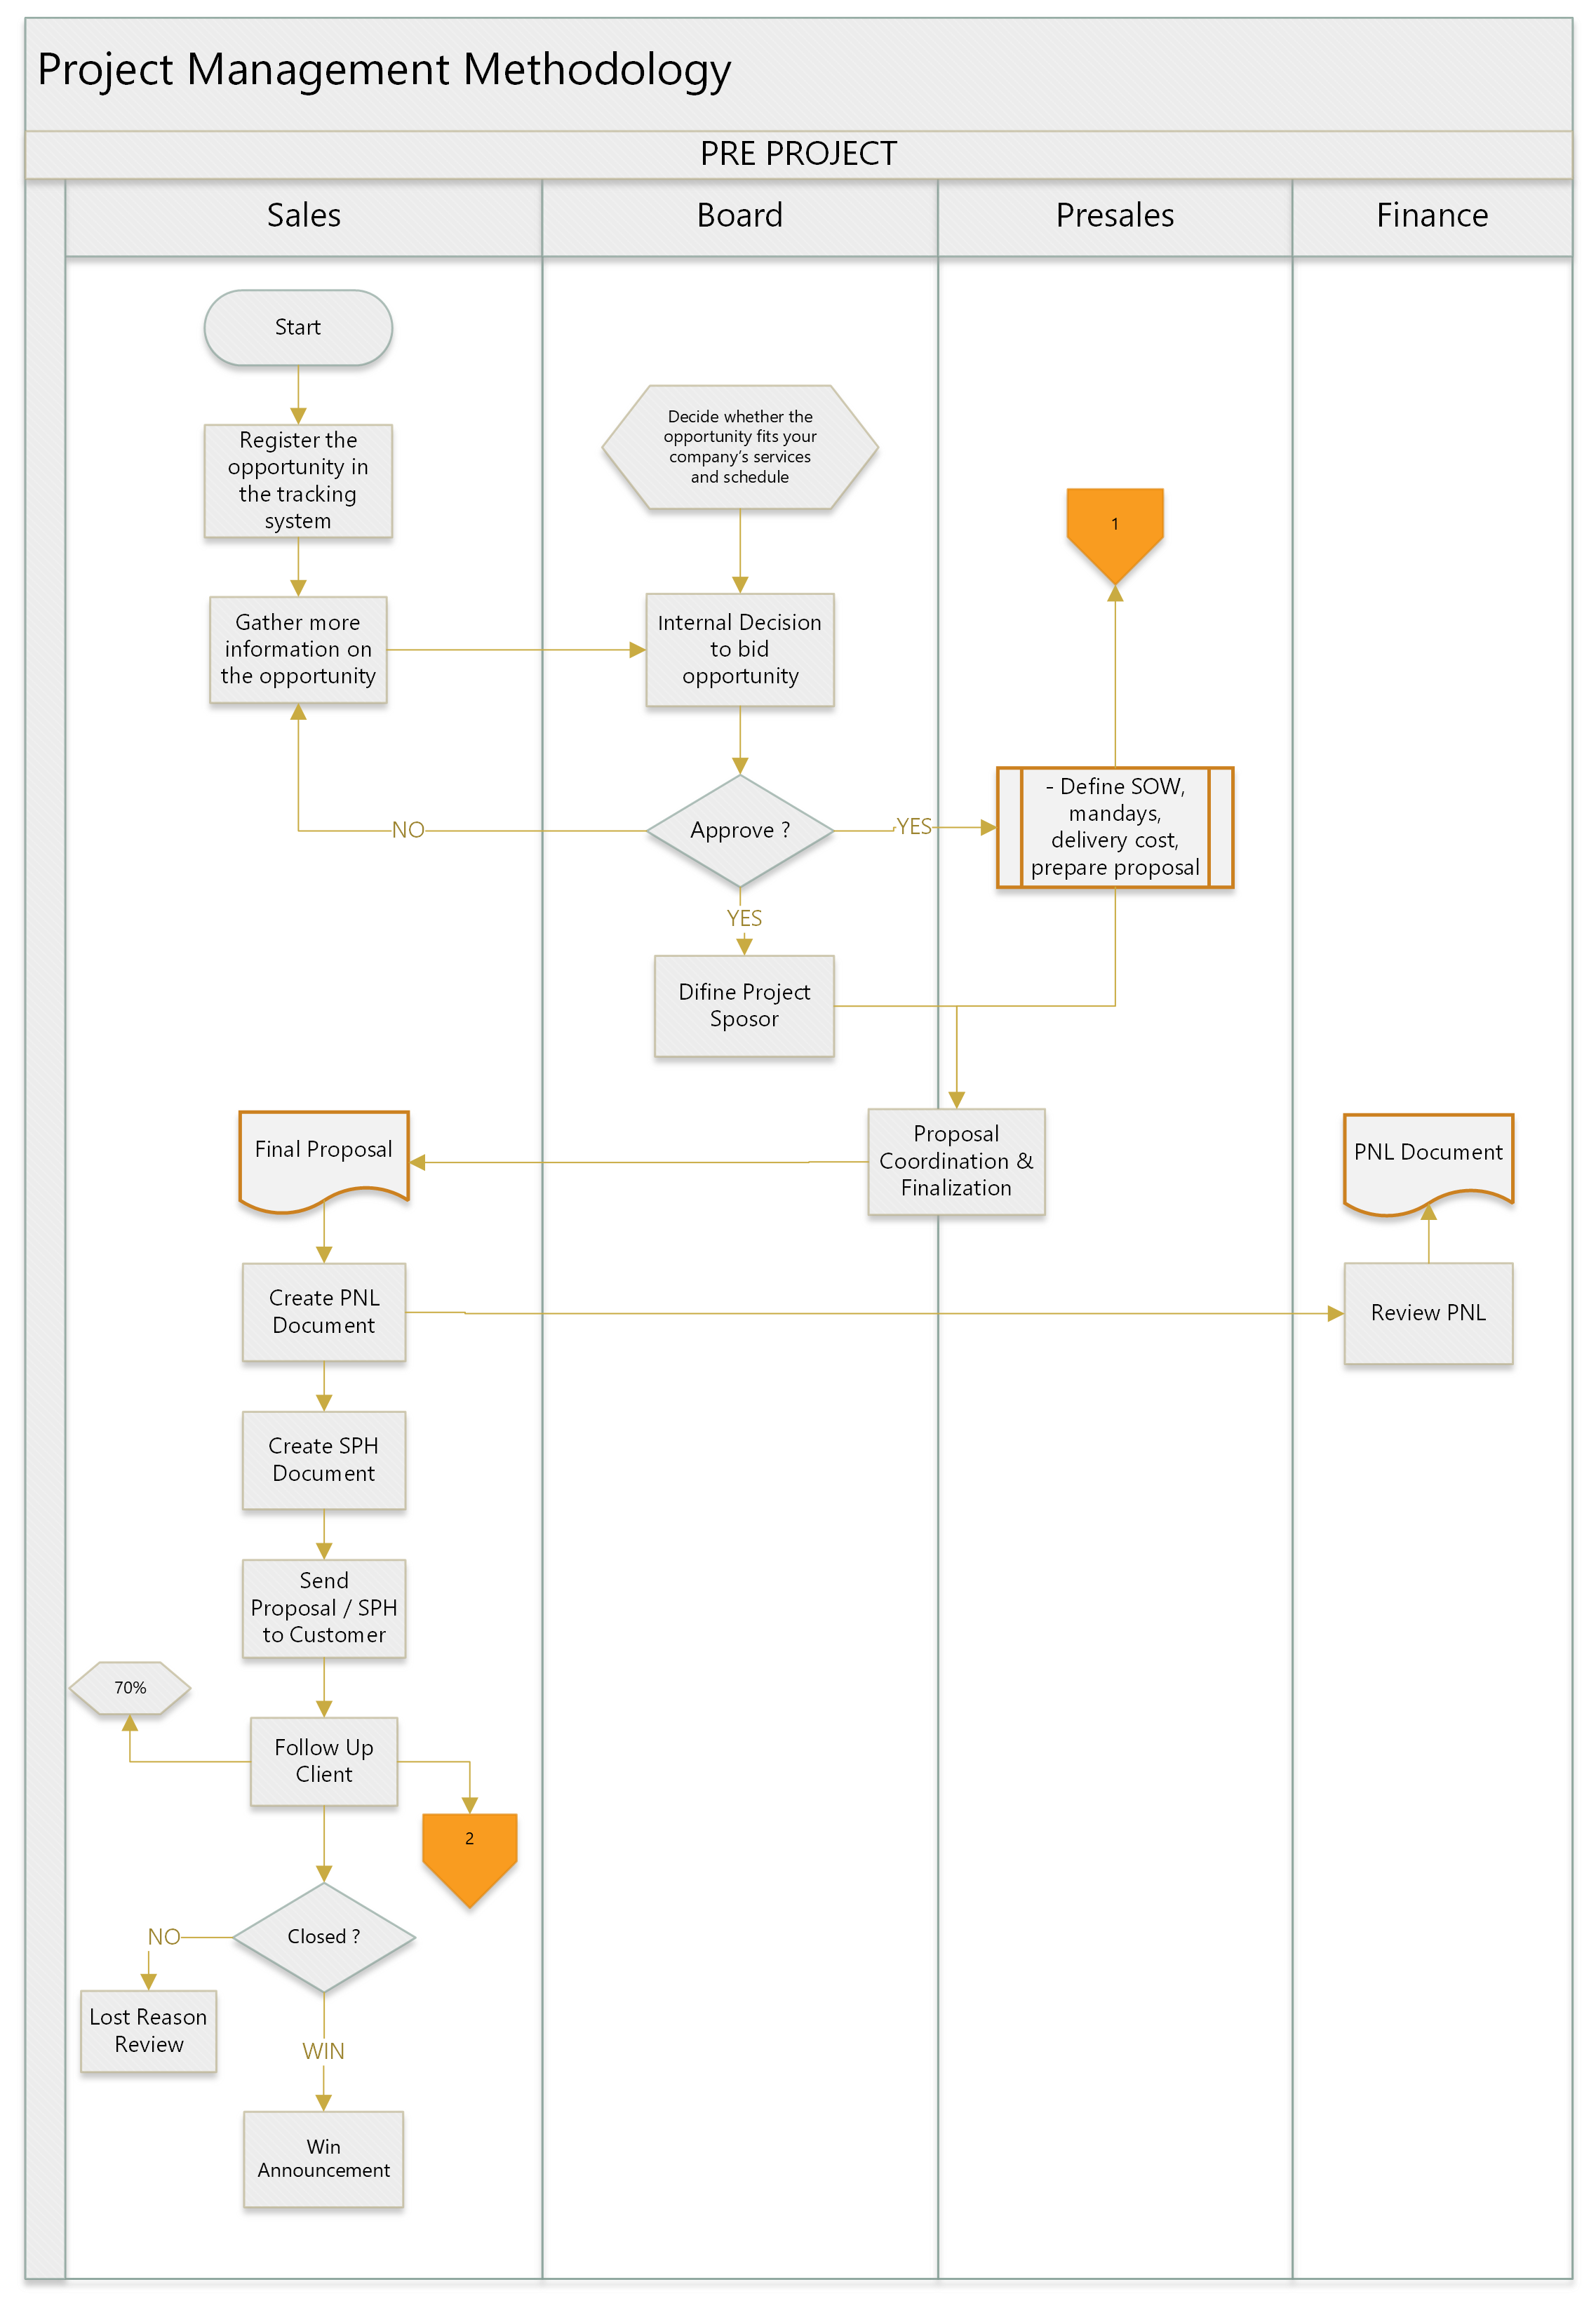 Project Management Methodology
PRE PROJECT
Sales
Board
Presales
Finance
Start
Register the
opportunity in
the tracking
system
Decide whether the
opportunity fits your
company's services
and schedule
1
Gather more
information on
the opportunity
Internal Decision
to bid
opportunity
Approve ?
NO
YES
- Define SOW,
mandays,
delivery cost,
prepare proposal
YES
Difine Project
Sposor
Final Proposal
Proposal
Coordination &
Finalization
PNL Document
Create PNL
Document
Review PNL
Create SPH
Document
Send
Proposal / SPH
to Customer
70%
Follow Up
Client
2
Closed ?
NO
Lost Reason
Review
WIN
Win
Announcement